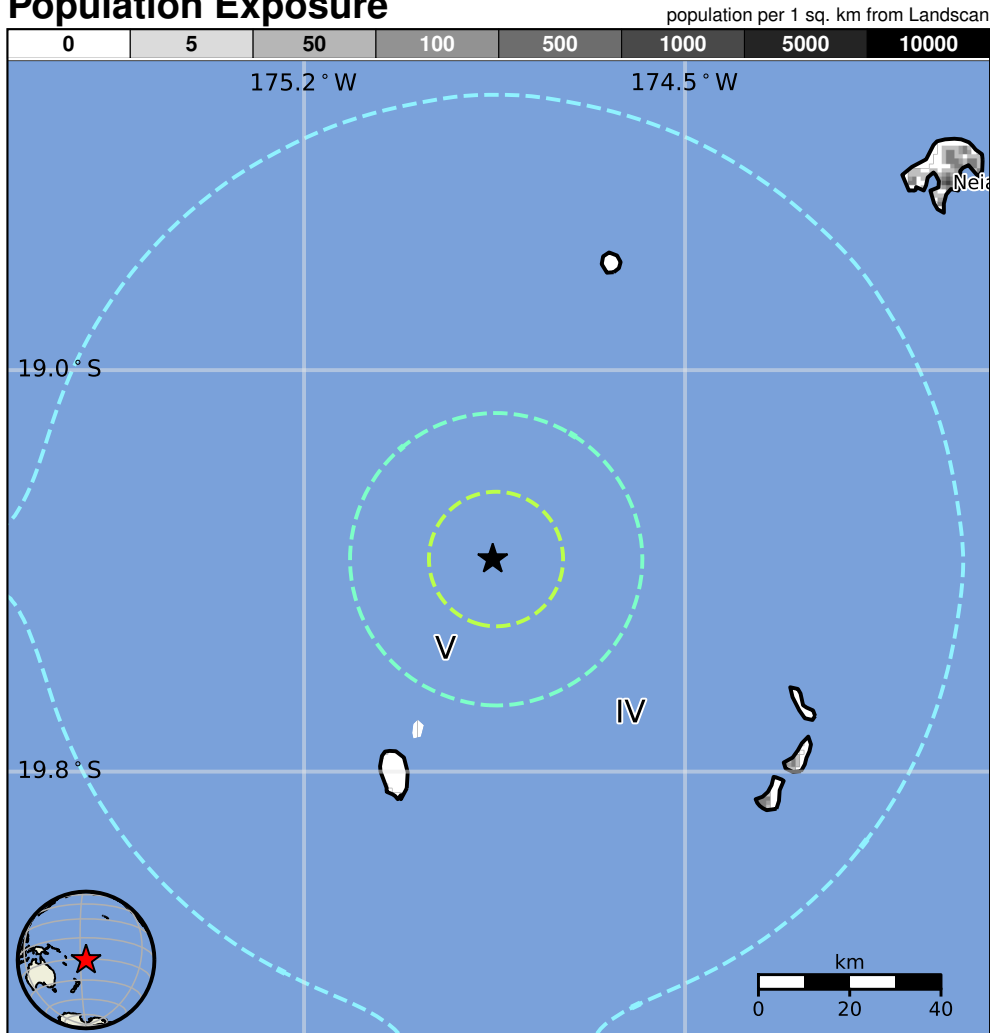 Population Exposure
population per 1 sq. km from Landscan
0 5 50 100 500 1000 5000 10000
175.2°W 174.5°W
Neia
19.0°S
V
IV
19.8°S
km
0 20 40